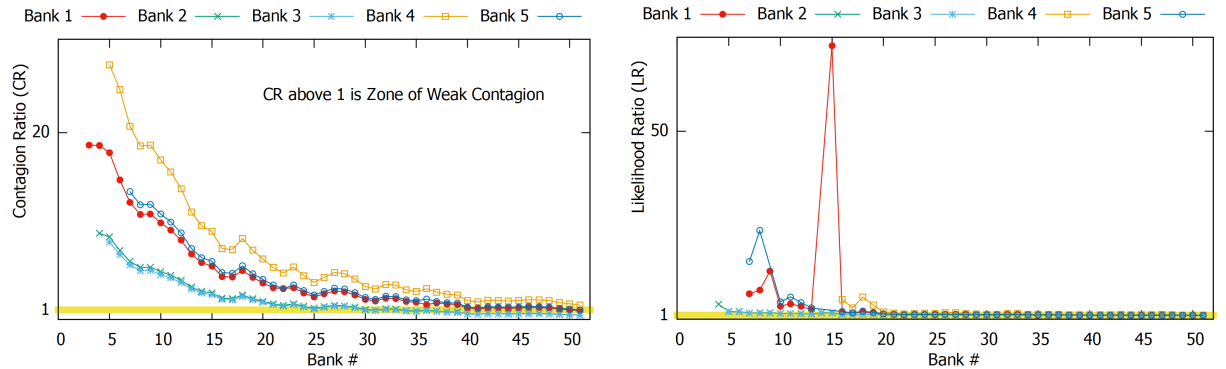 Bank 1 Bank 2 Bank 3 Bank 4 Bank 5
20
1
Contagion Ratio (CR)
CR above 1 is Zone of Weak Contagion
0 5 10 15 20 25 30 35 40 45 50
Bank #
Bank 1 Bank 2 Bank 3 Bank 4 Bank 5
50
1
Likelihood Ratio (LR)
0 5 10 15 20 25 30 35 40 45 50
Bank #